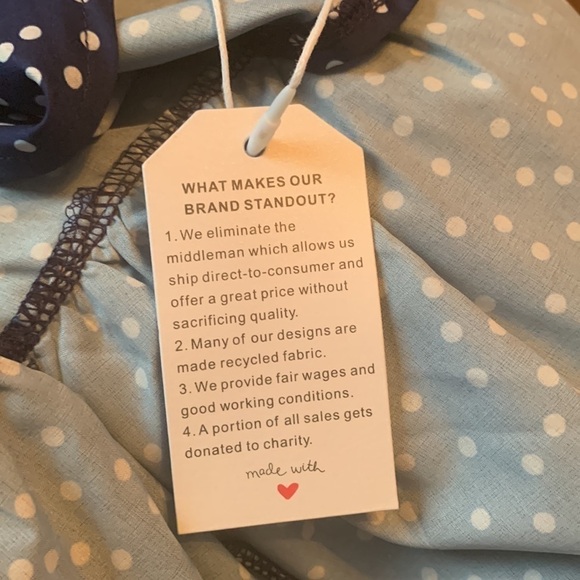 WHAT MAKES OUR
BRAND STANDOUT?
1. We eliminate the
middleman which allows us
ship direct-to-consumer and
offer a great price without
sacrificing quality.
2. Many of our designs are
made recycled fabric.
3. We provide fair wages and
good working conditions.
4. A portion of all sales gets
donated to charity.
made with